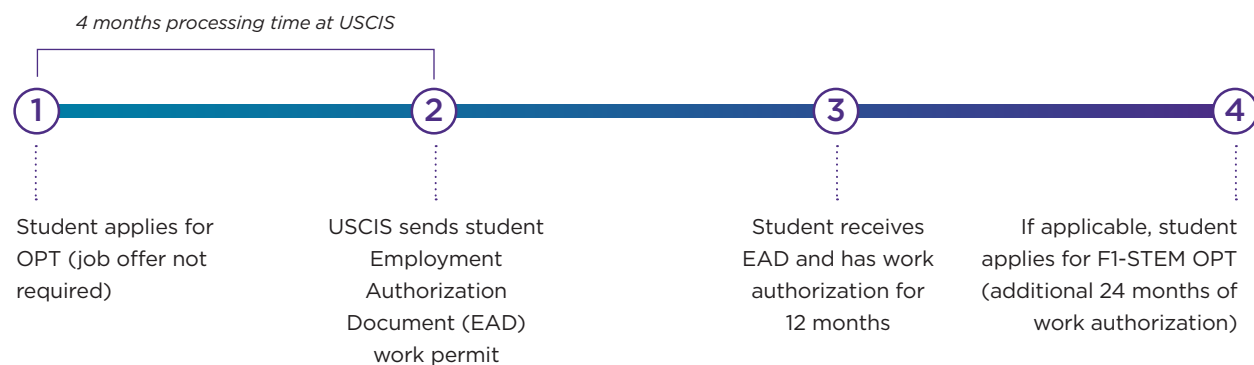 4 months processing time at USCIS
1
2
3
4
Student applies for
OPT (job offer not
required)
USCIS sends student
Employment
Authorization
Document (EAD)
work permit
Student receives
EAD and has work
authorization for
12 months
If applicable, student
applies for F1-STEM OPT
(additional 24 months of
work authorization)